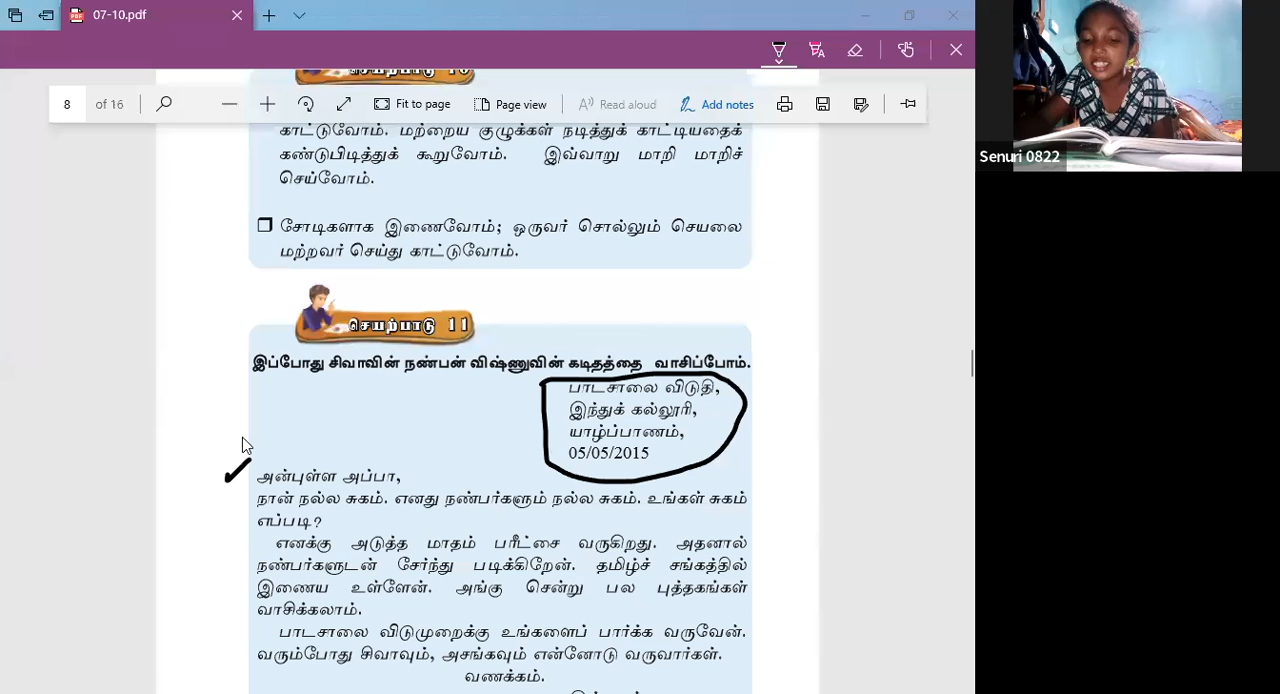 07-10.pdf
8 of 16
Fit to page
Page view
Read aloud
Add notes
Senuri 0822
காட்டுவோம். மற்றைய குழுக்கள் நடித்துக் காட்டியதைக்
கண்டுபிடித்துக் கூறுவோம். இவ்வாறு மாறி மாறிச்
செய்வோம்.
சோடிகளாக இணைவோம்; ஒருவர் சொல்லும் செயலை
மற்றவர் செய்து காட்டுவோம்.
செயற்பாடு 11
இப்போது சிவாவின் நண்பன் விஷ்ணுவின் கடிதத்தை வாசிப்போம்.
பாடசாலை விடுதி,
இந்துக் கல்லூரி,
யாழ்ப்பாணம்,
05/05/2015
அன்புள்ள அப்பா,
நான் நல்ல சுகம். எனது நண்பர்களும் நல்ல சுகம். உங்கள் சுகம்
எப்படி?
எனக்கு அடுத்த மாதம் பரீட்சை வருகிறது. அதனால்
நண்பர்களுடன் சேர்ந்து படிக்கிறேன். தமிழ்ச் சங்கத்தில்
இணைய உள்ளேன். அங்கு சென்று பல புத்தகங்கள்
வாசிக்கலாம்.
பாடசாலை விடுமுறைக்கு உங்களைப் பார்க்க வருவேன்.
வரும்போது சிவாவும், அசங்கவும் என்னோடு வருவார்கள்.
வணக்கம்.